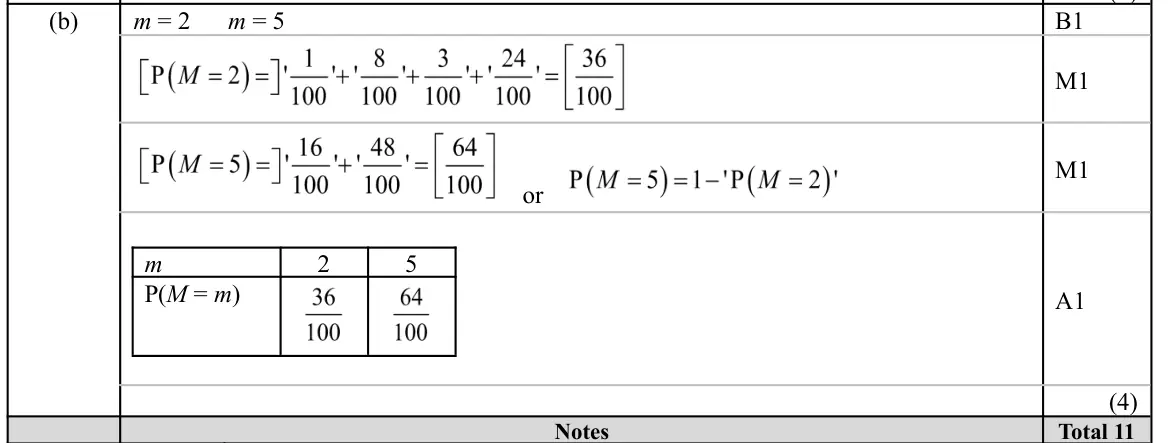 (b) m = 2 m = 5 B1
[P(M = 2) =] '1/100' + '8/100' + '3/100' + '24/100' = [36/100] M1
[P(M = 5) =] '16/100' + '48/100' = [64/100] or P(M = 5) = 1 − 'P(M = 2)' M1
m 2 5
P(M = m) 36/100 64/100 A1
(4)
Notes Total 11